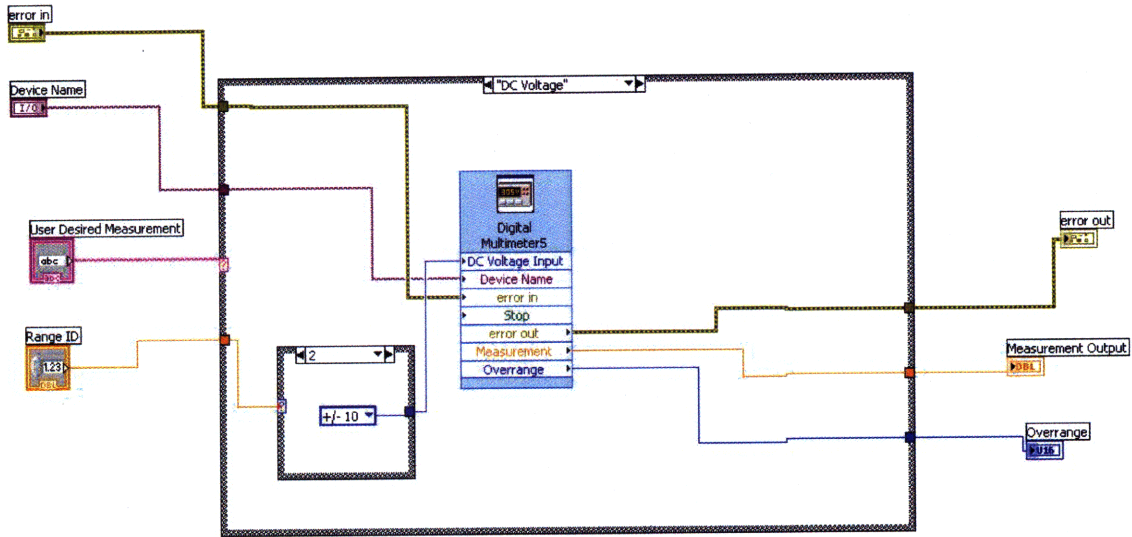 error in
Device Name
I/O
User Desired Measurement
abc
abc
Range ID
1.23
DBL
"DC Voltage"
2
+/- 10
Digital
Multimeter5
DC Voltage Input
Device Name
error in
Stop
error out
Measurement
Overrange
error out
Measurement Output
DBL
Overrange
U16